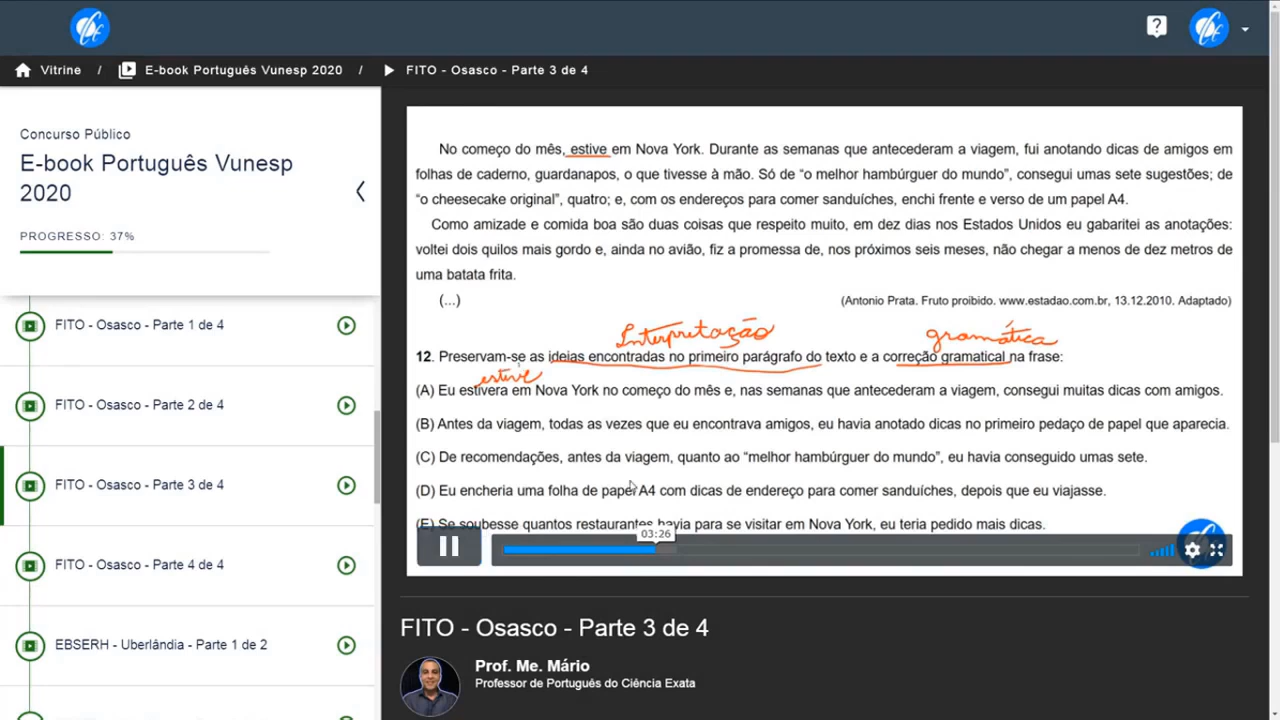 Vitrine / E-book Português Vunesp 2020 / FITO - Osasco - Parte 3 de 4
Concurso Público
E-book Português Vunesp
2020
PROGRESSO: 37%
FITO - Osasco - Parte 1 de 4
FITO - Osasco - Parte 2 de 4
FITO - Osasco - Parte 3 de 4
FITO - Osasco - Parte 4 de 4
EBSERH - Uberlândia - Parte 1 de 2
No começo do mês, estive em Nova York. Durante as semanas que antecederam a viagem, fui anotando dicas de amigos em
folhas de caderno, guardanapos, o que tivesse à mão. Só de “o melhor hambúrguer do mundo”, consegui umas sete sugestões; de
“o cheesecake original”, quatro; e, com os endereços para comer sanduíches, enchi frente e verso de um papel A4.
Como amizade e comida boa são duas coisas que respeito muito, em dez dias nos Estados Unidos eu gabaritei as anotações:
voltei dois quilos mais gordo e, ainda no avião, fiz a promessa de, nos próximos seis meses, não chegar a menos de dez metros de
uma batata frita.
(...) (Antonio Prata. Fruto proibido. www.estadao.com.br, 13.12.2010. Adaptado)
Interpretação gramática
12. Preservam-se as ideias encontradas no primeiro parágrafo do texto e a correção gramatical na frase:
estive
(A) Eu estivera em Nova York no começo do mês e, nas semanas que antecederam a viagem, consegui muitas dicas com amigos.
(B) Antes da viagem, todas as vezes que eu encontrava amigos, eu havia anotado dicas no primeiro pedaço de papel que aparecia.
(C) De recomendações, antes da viagem, quanto ao “melhor hambúrguer do mundo”, eu havia conseguido umas sete.
(D) Eu encheria uma folha de papel A4 com dicas de endereço para comer sanduíches, depois que eu viajasse.
(E) Se soubesse quantos restaurantes havia para se visitar em Nova York, eu teria pedido mais dicas.
03:26
FITO - Osasco - Parte 3 de 4
Prof. Me. Mário
Professor de Português do Ciência Exata